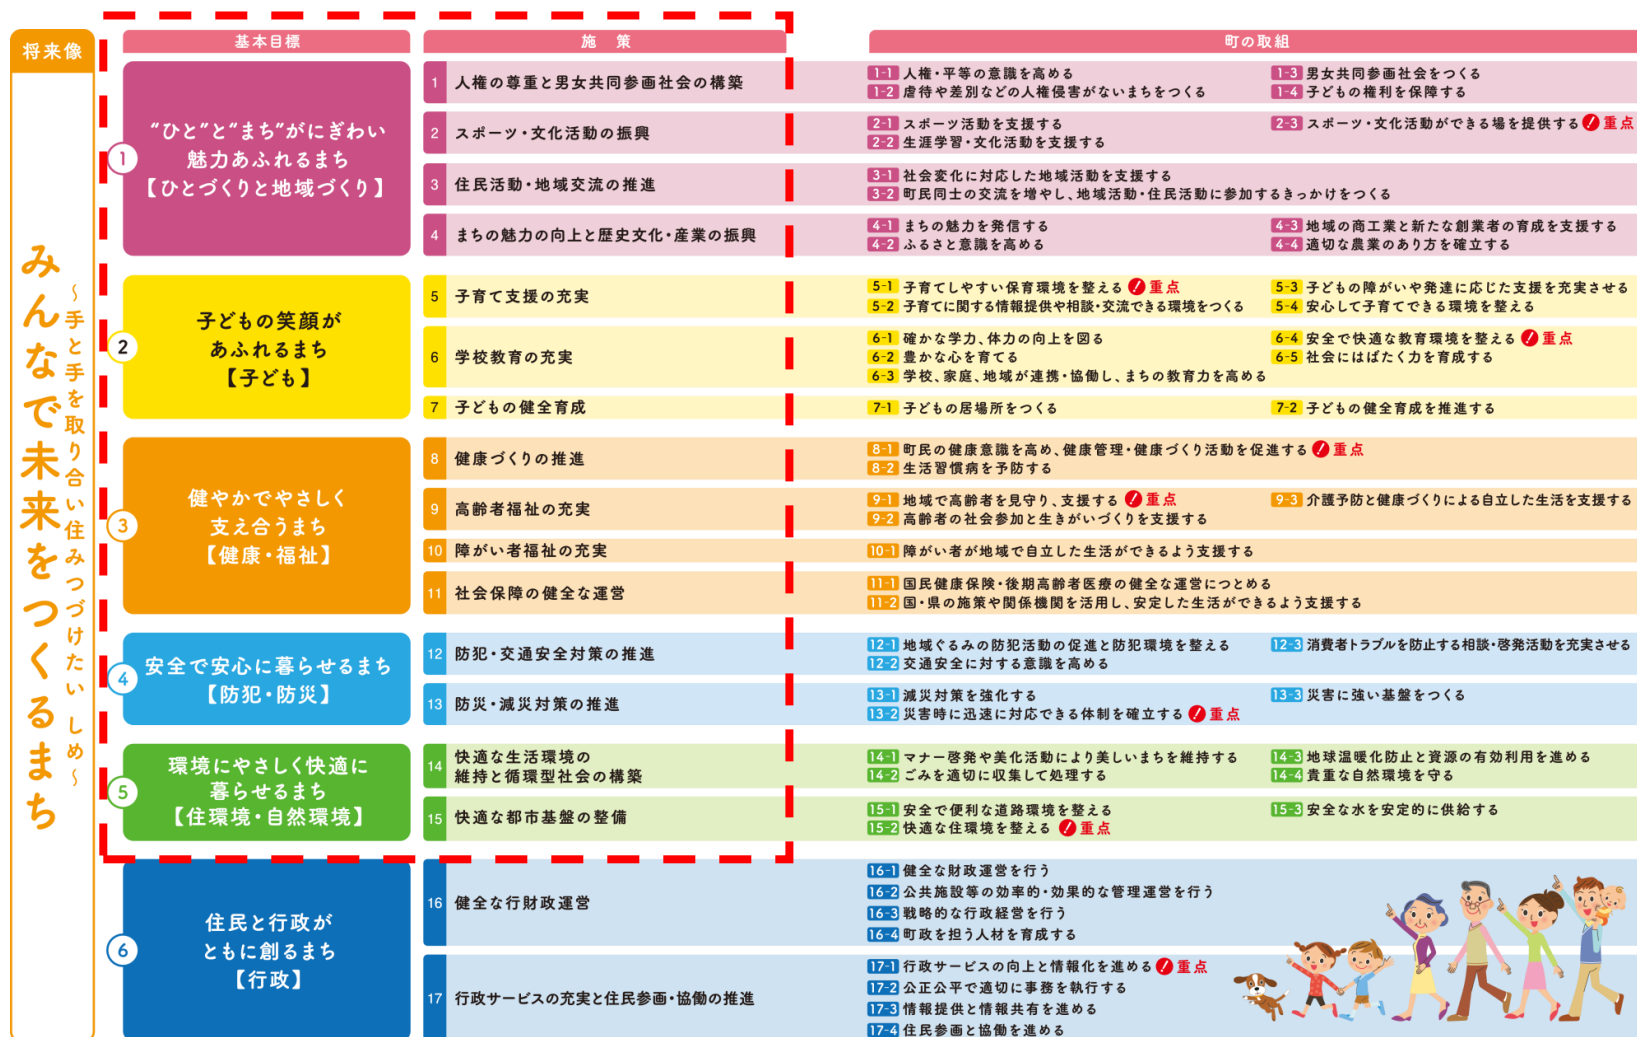 将来像
みんなで未来をつくるまち
～手と手を取り合い住みつづけたい しめ～
基本目標
施 策
町の取組
1
“ひと”と“まち”がにぎわい
魅力あふれるまち
【ひとづくりと地域づくり】
1 人権の尊重と男女共同参画社会の構築
1-1 人権・平等の意識を高める
1-2 虐待や差別などの人権侵害がないまちをつくる
1-3 男女共同参画社会をつくる
1-4 子どもの権利を保障する
2 スポーツ・文化活動の振興
2-1 スポーツ活動を支援する
2-2 生涯学習・文化活動を支援する
2-3 スポーツ・文化活動ができる場を提供する ! 重点
3 住民活動・地域交流の推進
3-1 社会変化に対応した地域活動を支援する
3-2 町民同士の交流を増やし、地域活動・住民活動に参加するきっかけをつくる
4 まちの魅力の向上と歴史文化・産業の振興
4-1 まちの魅力を発信する
4-2 ふるさと意識を高める
4-3 地域の商工業と新たな創業者の育成を支援する
4-4 適切な農業のあり方を確立する
2
子どもの笑顔が
あふれるまち
【子ども】
5 子育て支援の充実
5-1 子育てしやすい保育環境を整える ! 重点
5-2 子育てに関する情報提供や相談・交流できる環境をつくる
5-3 子どもの障がいや発達に応じた支援を充実させる
5-4 安心して子育てできる環境を整える
6 学校教育の充実
6-1 確かな学力、体力の向上を図る
6-2 豊かな心を育てる
6-3 学校、家庭、地域が連携・協働し、まちの教育力を高める
6-4 安全で快適な教育環境を整える ! 重点
6-5 社会にはばたく力を育成する
7 子どもの健全育成
7-1 子どもの居場所をつくる
7-2 子どもの健全育成を推進する
3
健やかでやさしく
支え合うまち
【健康・福祉】
8 健康づくりの推進
8-1 町民の健康意識を高め、健康管理・健康づくり活動を促進する ! 重点
8-2 生活習慣病を予防する
9 高齢者福祉の充実
9-1 地域で高齢者を見守り、支援する ! 重点
9-2 高齢者の社会参加と生きがいづくりを支援する
9-3 介護予防と健康づくりによる自立した生活を支援する
10 障がい者福祉の充実
10-1 障がい者が地域で自立した生活ができるよう支援する
11 社会保障の健全な運営
11-1 国民健康保険・後期高齢者医療の健全な運営につとめる
11-2 国・県の施策や関係機関を活用し、安定した生活ができるよう支援する
4
安全で安心に暮らせるまち
【防犯・防災】
12 防犯・交通安全対策の推進
12-1 地域ぐるみの防犯活動の促進と防犯環境を整える
12-2 交通安全に対する意識を高める
12-3 消費者トラブルを防止する相談・啓発活動を充実させる
13 防災・減災対策の推進
13-1 減災対策を強化する
13-2 災害時に迅速に対応できる体制を確立する ! 重点
13-3 災害に強い基盤をつくる
5
環境にやさしく快適に
暮らせるまち
【住環境・自然環境】
14 快適な生活環境の
維持と循環型社会の構築
14-1 マナー啓発や美化活動により美しいまちを維持する
14-2 ごみを適切に収集して処理する
14-3 地球温暖化防止と資源の有効利用を進める
14-4 貴重な自然環境を守る
15 快適な都市基盤の整備
15-1 安全で便利な道路環境を整える
15-2 快適な住環境を整える ! 重点
15-3 安全な水を安定的に供給する
6
住民と行政が
ともに創るまち
【行政】
16 健全な行財政運営
16-1 健全な財政運営を行う
16-2 公共施設等の効率的・効果的な管理運営を行う
16-3 戦略的な行政経営を行う
16-4 町政を担う人材を育成する
17 行政サービスの充実と住民参画・協働の推進
17-1 行政サービスの向上と情報化を進める ! 重点
17-2 公正公平で適切に事務を執行する
17-3 情報提供と情報共有を進める
17-4 住民参画と協働を進める